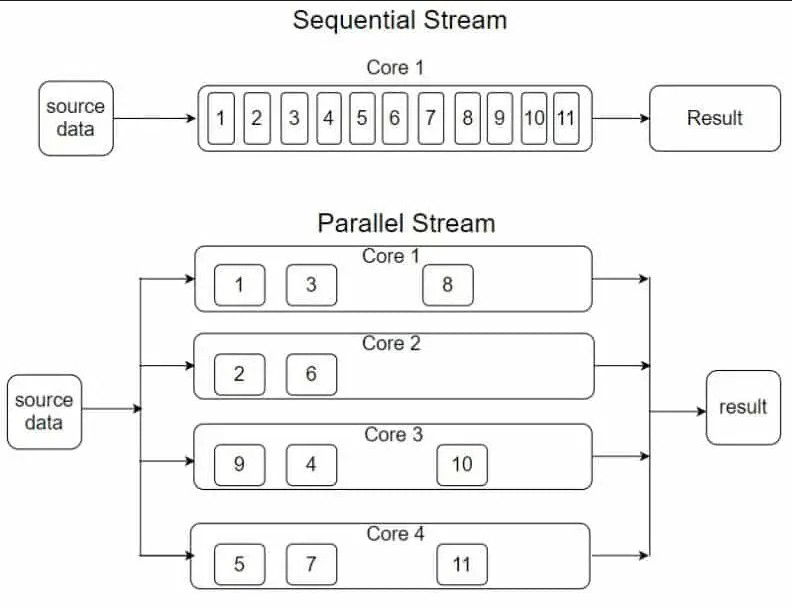 Sequential Stream
Core 1
source
data
1 2 3 4 5 6 7 8 9 10 11
Result
Parallel Stream
Core 1
1 3 8
Core 2
2 6
source
data
result
Core 3
9 4 10
Core 4
5 7 11